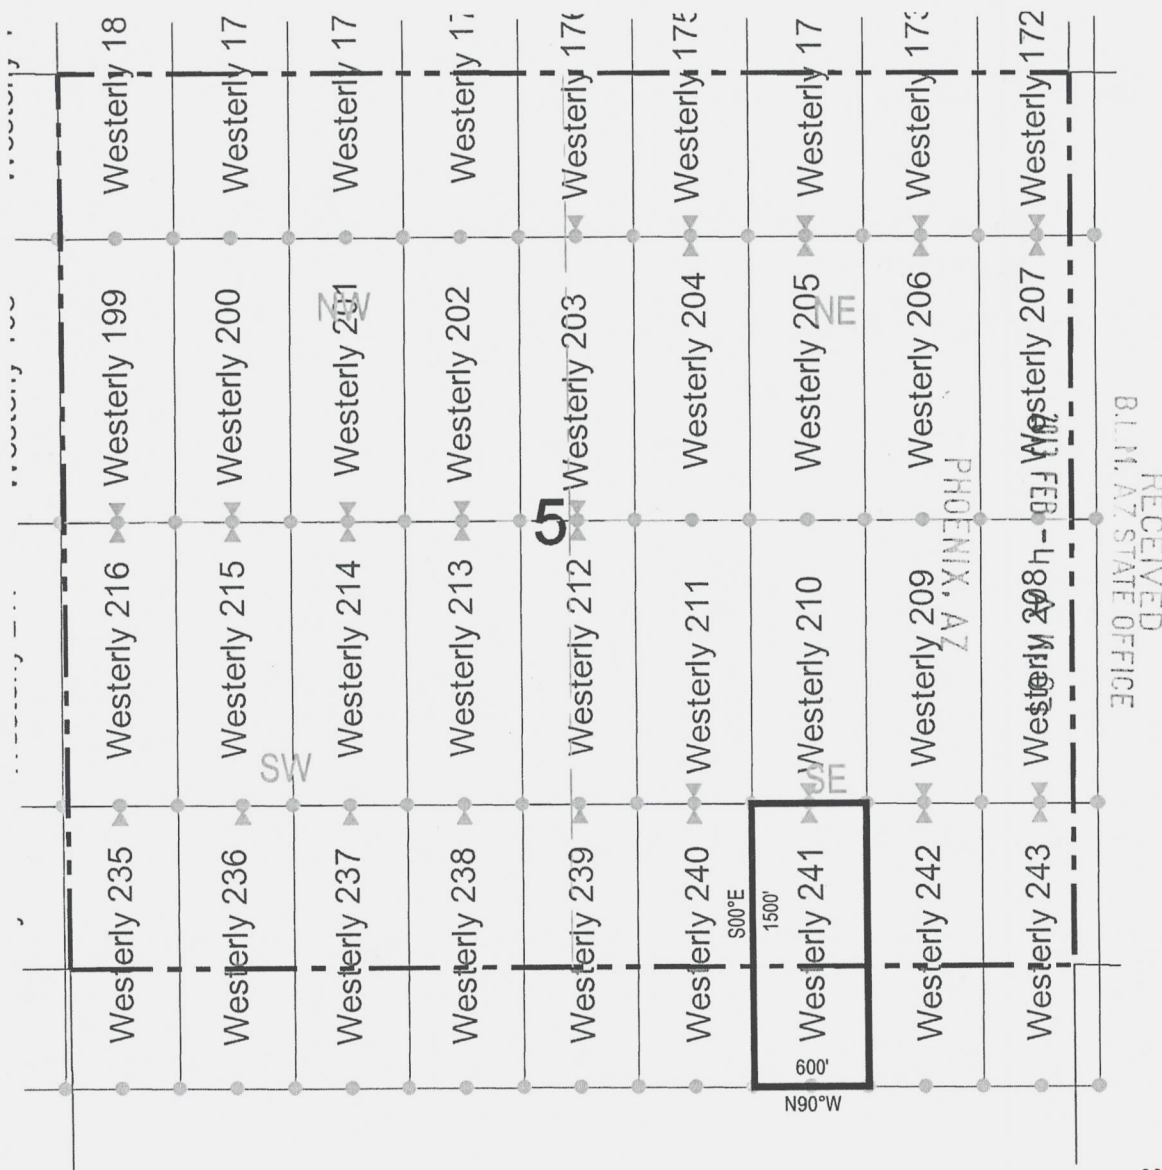 Westerly 18
Westerly 17
Westerly 17
Westerly 17
Westerly 176
Westerly 175
Westerly 17
Westerly 173
Westerly 172
Westerly 199
Westerly 200
Westerly 201
Westerly 202
Westerly 203
Westerly 204
Westerly 205
Westerly 206
Westerly 207
NW
NE
5
Westerly 216
Westerly 215
Westerly 214
Westerly 213
Westerly 212
Westerly 211
Westerly 210
Westerly 209
Westerly 208
SW
SE
Westerly 235
Westerly 236
Westerly 237
Westerly 238
Westerly 239
Westerly 240
Westerly 241
Westerly 242
Westerly 243
S00°E
1500'
600'
N90°W
RECEIVED
B.L.M. AZ STATE OFFICE
FEB
PHOENIX, AZ